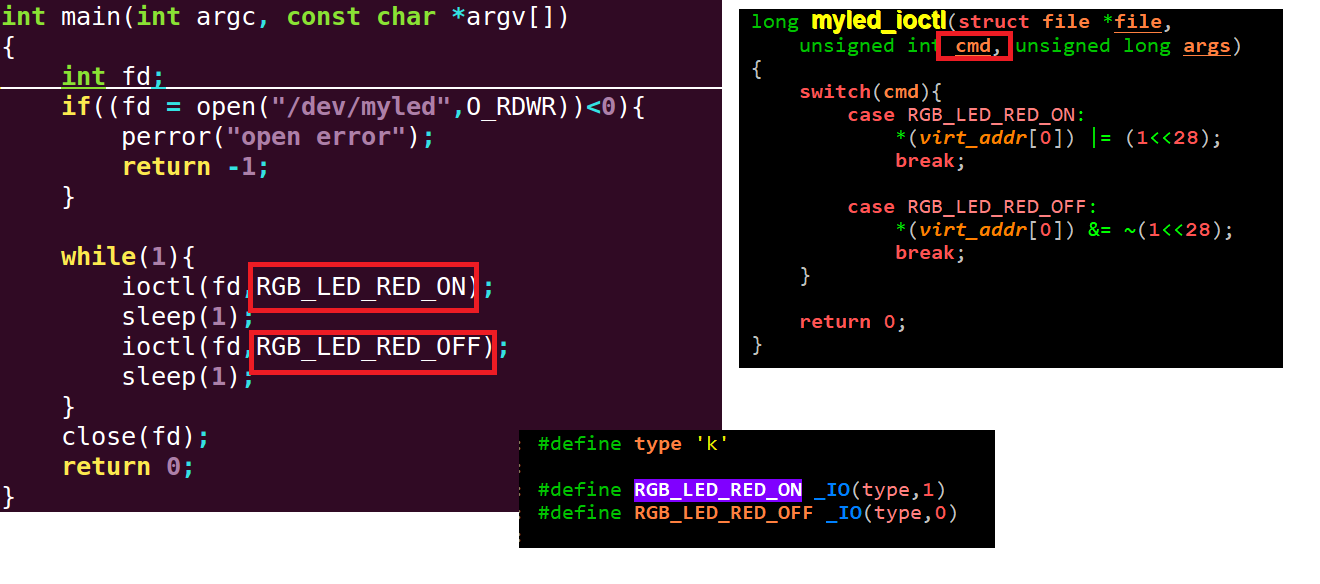 int main(int argc, const char *argv[])
{
    int fd;
    if((fd = open("/dev/myled",O_RDWR))<0){
        perror("open error");
        return -1;
    }

    while(1){
        ioctl(fd,RGB_LED_RED_ON);
        sleep(1);
        ioctl(fd,RGB_LED_RED_OFF);
        sleep(1);
    }
    close(fd);
    return 0;
}
long myled_ioctl(struct file *file,
    unsigned int cmd, unsigned long args)
{
    switch(cmd){
        case RGB_LED_RED_ON:
            *(virt_addr[0]) |= (1<<28);
            break;

        case RGB_LED_RED_OFF:
            *(virt_addr[0]) &= ~(1<<28);
            break;
    }

    return 0;
}
#define type 'k'

#define RGB_LED_RED_ON _IO(type,1)
#define RGB_LED_RED_OFF _IO(type,0)